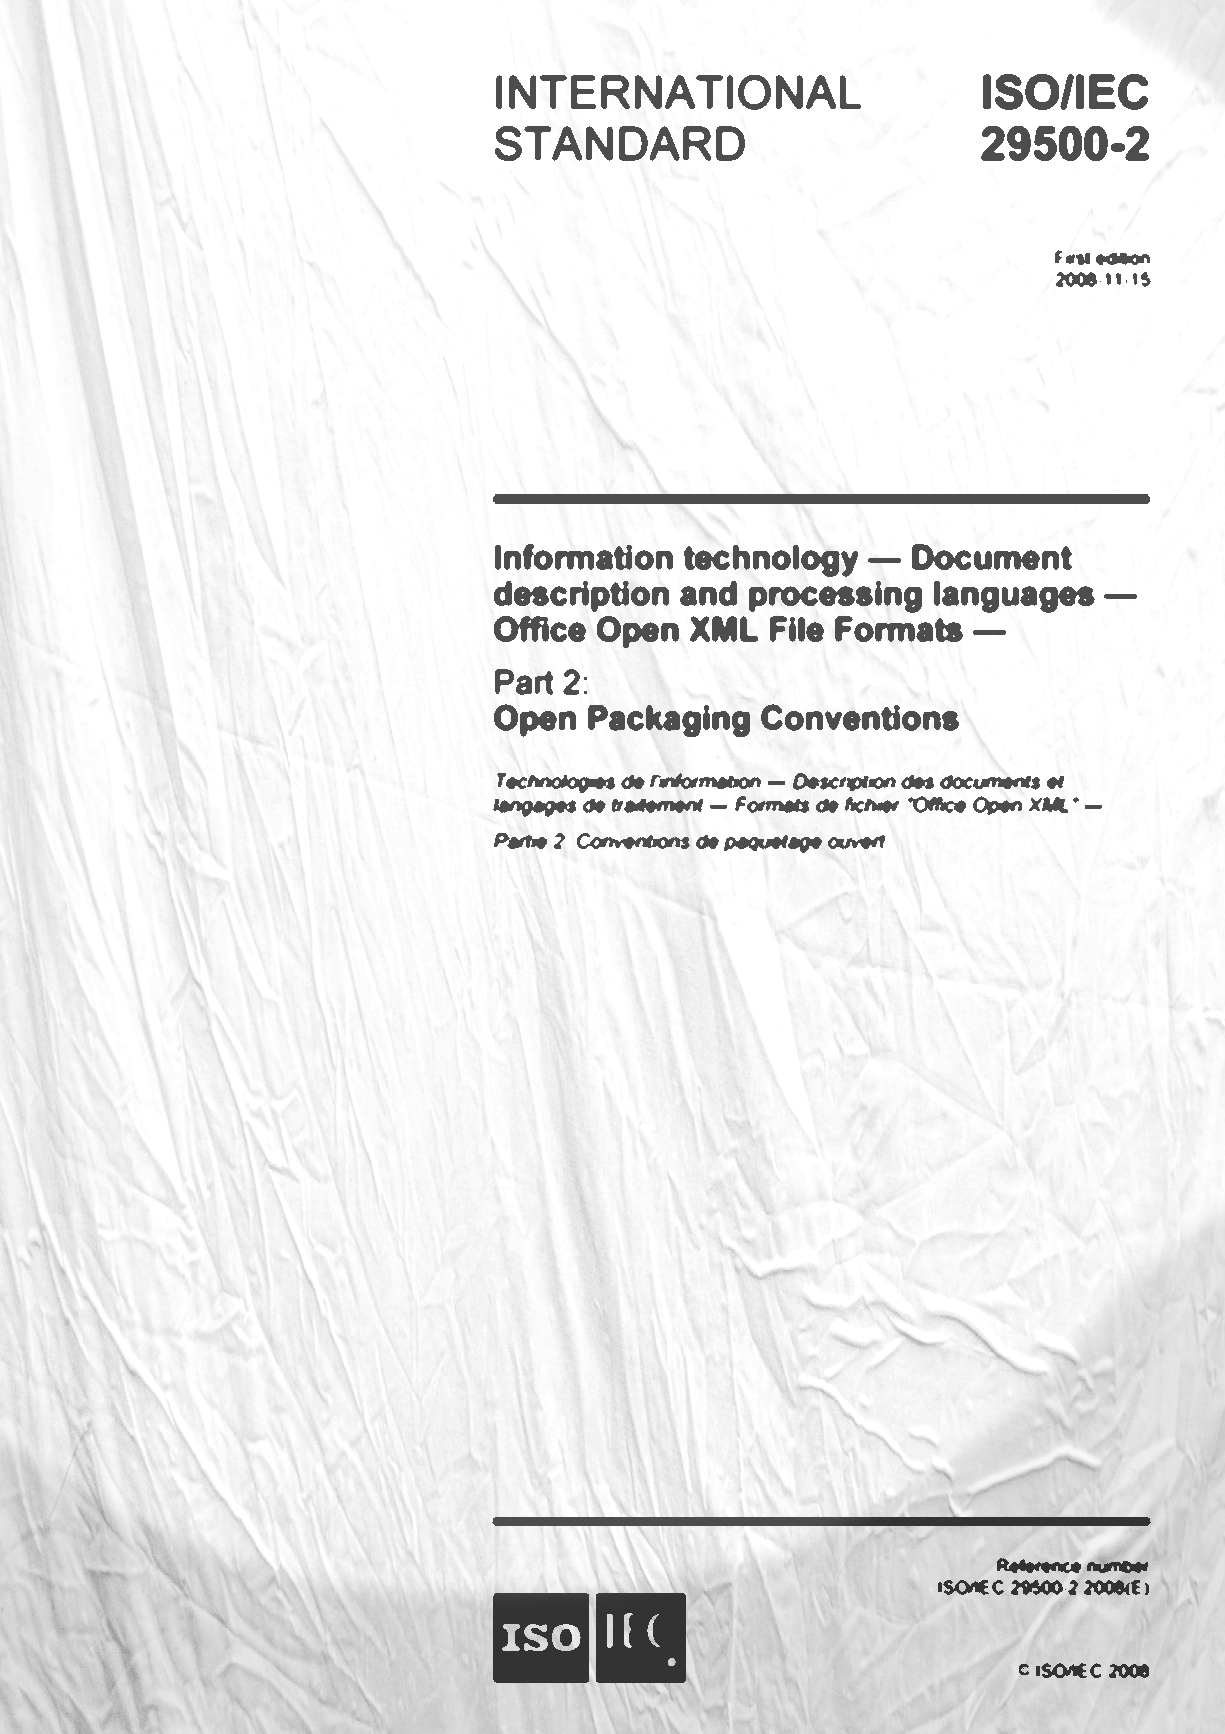 INTERNATIONAL STANDARD
ISO/IEC 29500-2
First edition
2008-11-15
Information technology — Document
description and processing languages —
Office Open XML File Formats —
Part 2:
Open Packaging Conventions
Technologies de l'information — Description des documents et
langages de traitement — Formats de fichier "Office Open XML" —
Partie 2: Conventions de paquetage ouvert
Reference number
ISO/IEC 29500-2:2008(E)
ISO IEC
© ISO/IEC 2008